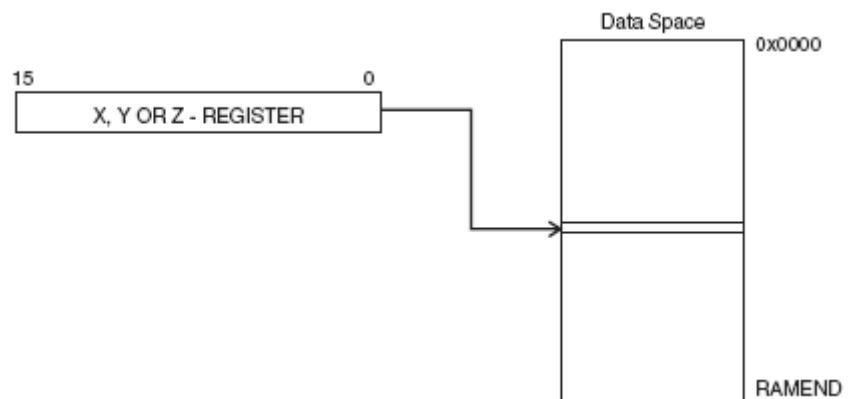 Data Space
0x0000
15 0
X, Y OR Z - REGISTER
RAMEND